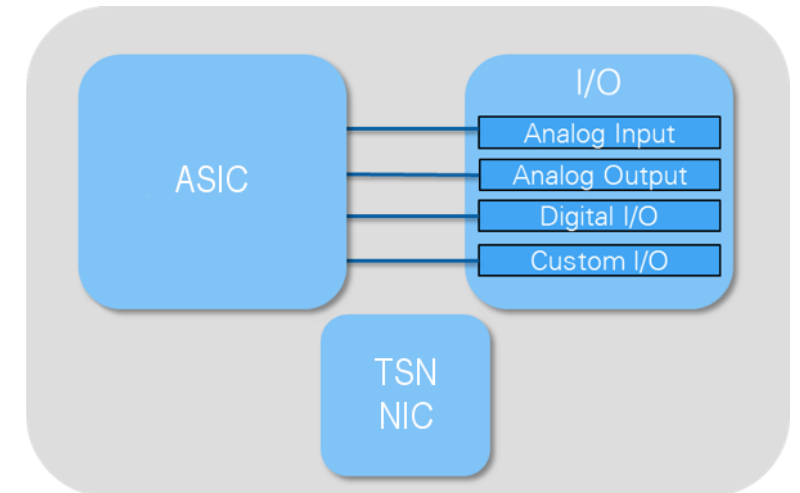 ASIC
I/O
Analog Input
Analog Output
Digital I/O
Custom I/O
TSN
NIC